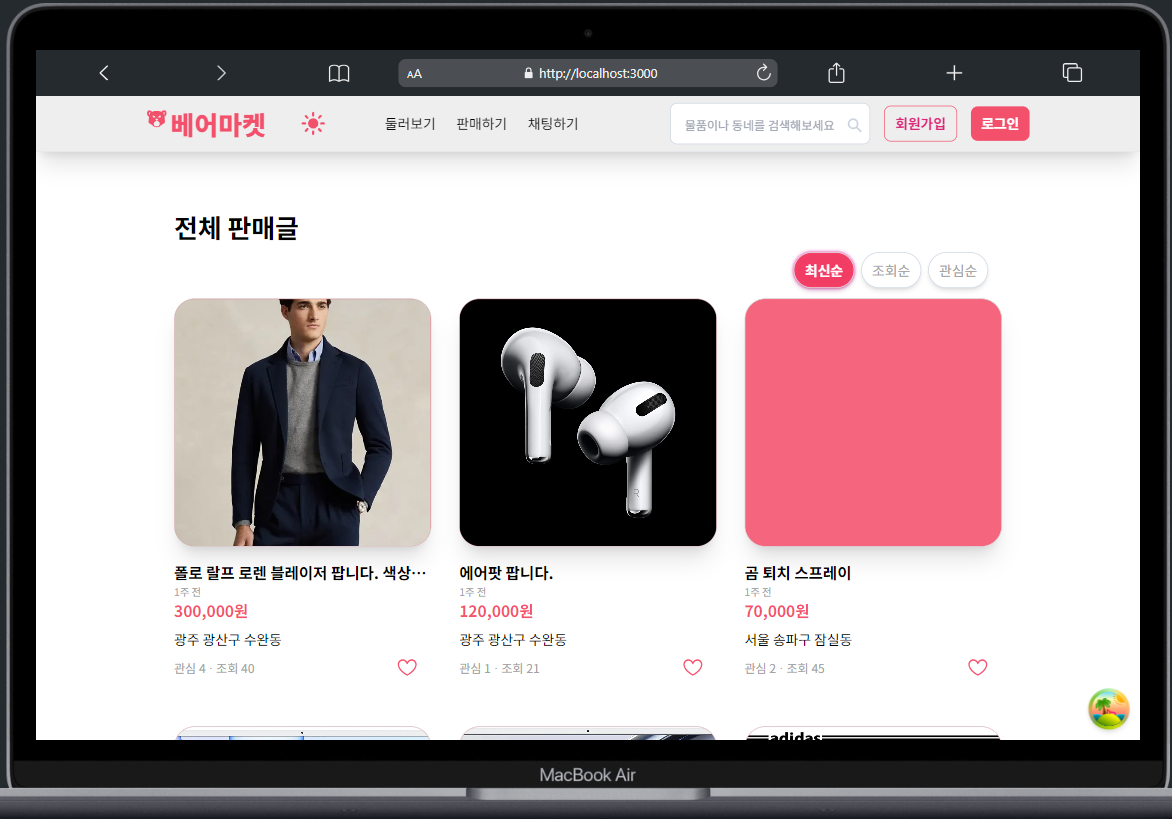 AA http://localhost:3000
베어마켓 둘러보기 판매하기 채팅하기 물품이나 동네를 검색해보세요 회원가입 로그인
전체 판매글
최신순 조회순 관심순
폴로 랄프 로렌 블레이저 팝니다. 색상…
1주 전
300,000원
광주 광산구 수완동
관심 4 · 조회 40
에어팟 팝니다.
1주 전
120,000원
광주 광산구 수완동
관심 1 · 조회 21
곰 퇴치 스프레이
1주 전
70,000원
서울 송파구 잠실동
관심 2 · 조회 45
adidas
MacBook Air